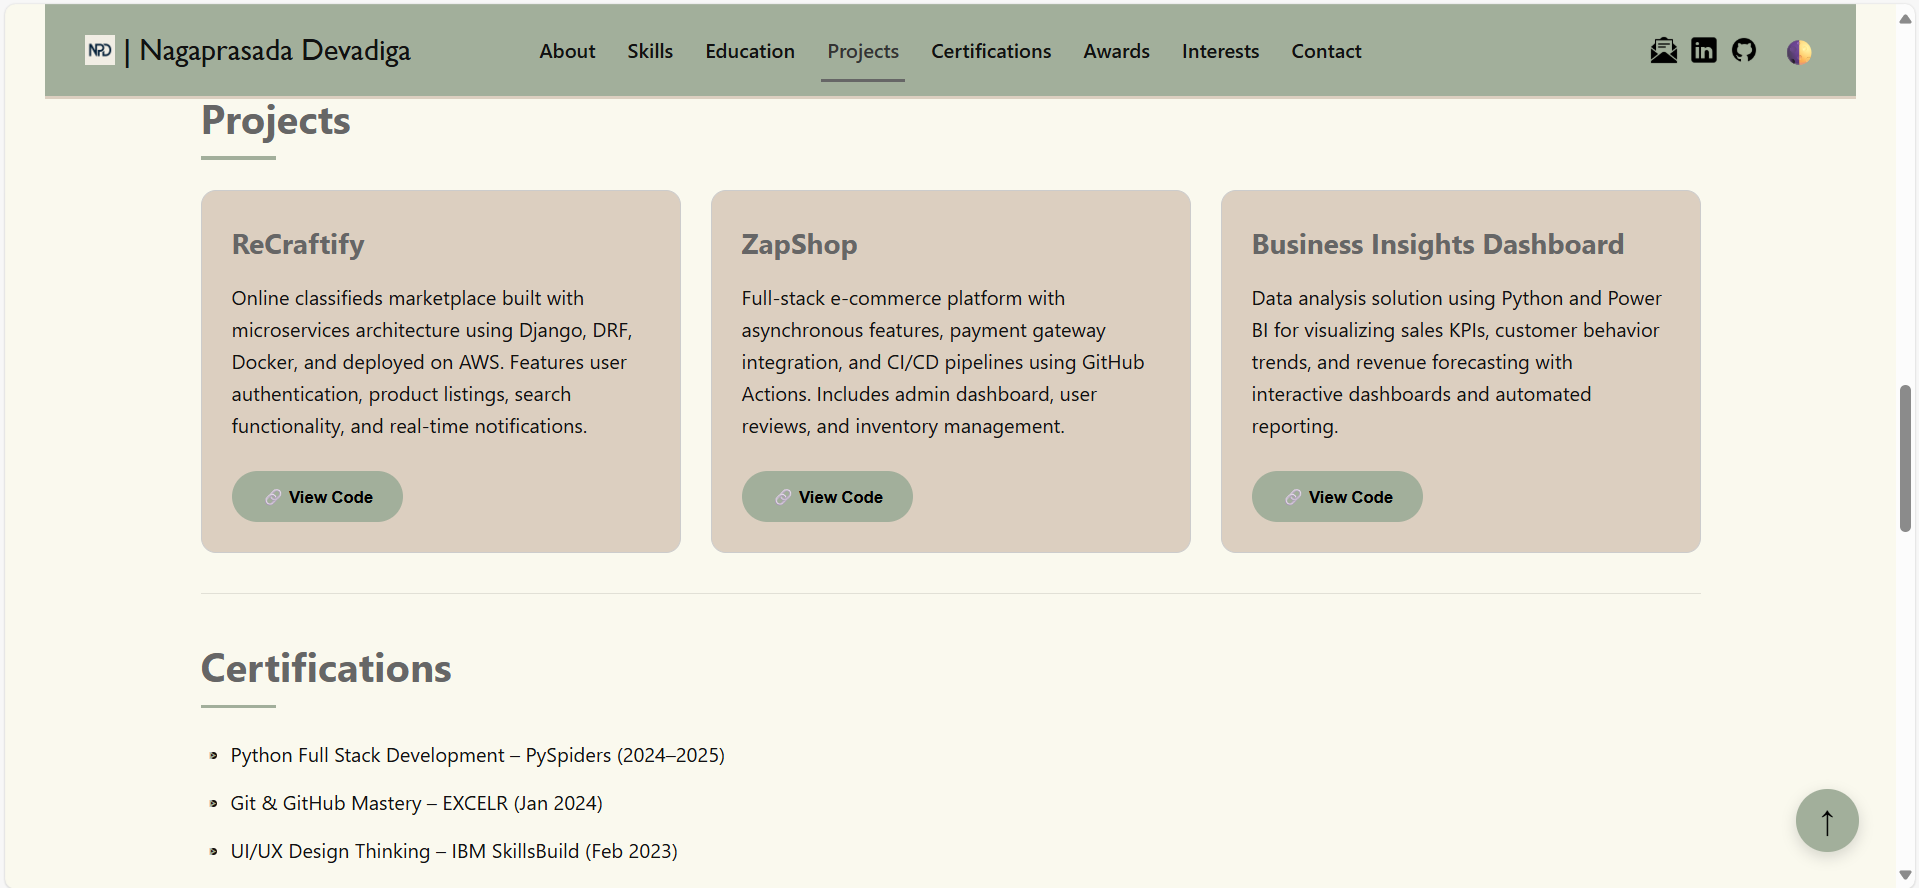 NPD | Nagaprasada Devadiga
About Skills Education Projects Certifications Awards Interests Contact
Projects
ReCraftify
Online classifieds marketplace built with
microservices architecture using Django, DRF,
Docker, and deployed on AWS. Features user
authentication, product listings, search
functionality, and real-time notifications.
View Code
ZapShop
Full-stack e-commerce platform with
asynchronous features, payment gateway
integration, and CI/CD pipelines using GitHub
Actions. Includes admin dashboard, user
reviews, and inventory management.
View Code
Business Insights Dashboard
Data analysis solution using Python and Power
BI for visualizing sales KPIs, customer behavior
trends, and revenue forecasting with
interactive dashboards and automated
reporting.
View Code
Certifications
Python Full Stack Development – PySpiders (2024–2025)
Git & GitHub Mastery – EXCELR (Jan 2024)
UI/UX Design Thinking – IBM SkillsBuild (Feb 2023)